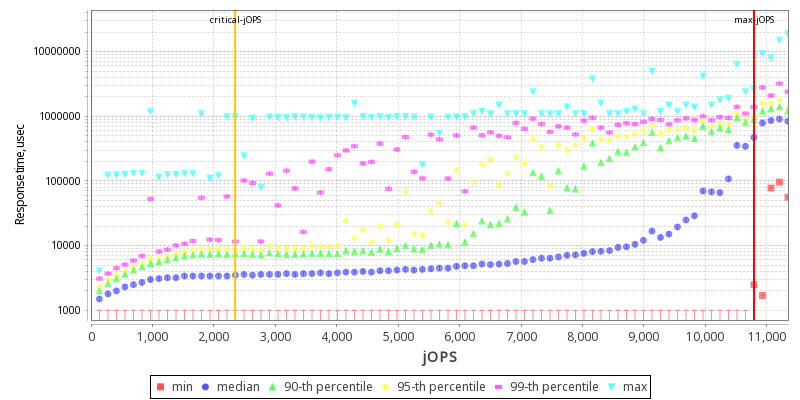 critical-jOPS
max-jOPS
Response time, usec
10000000
1000000
100000
10000
1000
0
1,000
2,000
3,000
4,000
5,000
6,000
7,000
8,000
9,000
10,000
11,000
jOPS
min
median
90-th percentile
95-th percentile
99-th percentile
max